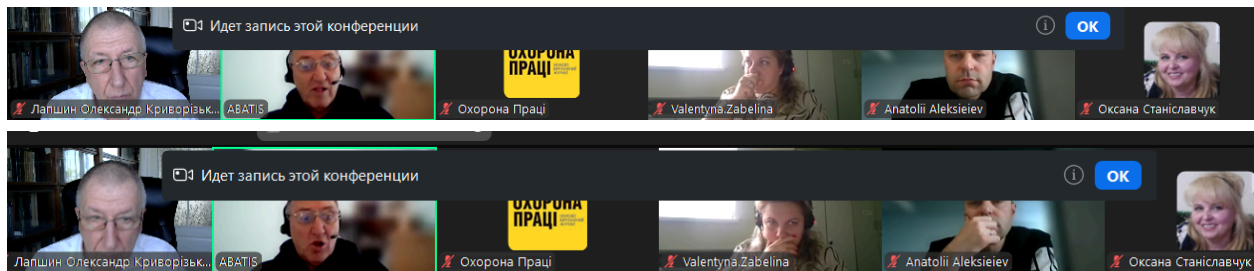 Идет запись этой конференции
OK
ОХОРОНА
ПРАЦІ
Лапшин Олександр Криворізьк...
ABATIS
Охорона Праці
Valentyna.Zabelina
Anatolii Aleksieiev
Оксана Станіславчук
Идет запись этой конференции
OK
ОХОРОНА
ПРАЦІ
Лапшин Олександр Криворізьк...
ABATIS
Охорона Праці
Valentyna.Zabelina
Anatolii Aleksieiev
Оксана Станіславчук